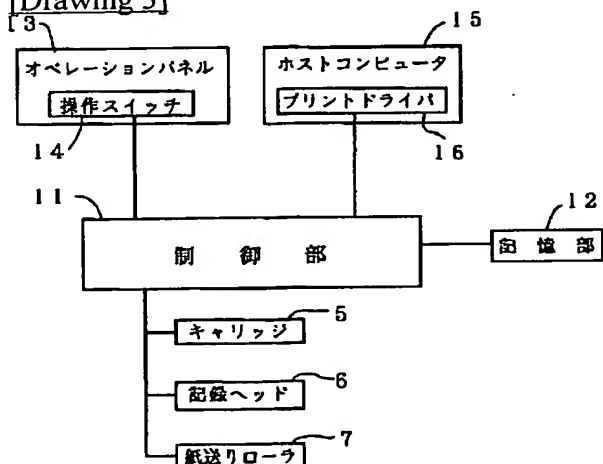 [Drawing 5]
13
15
オペレーションパネル
ホストコンピュータ
操作スイッチ
プリントドライバ
14
16
11
12
制御部
記憶部
5
キャリッジ
6
記録ヘッド
7
紙送りローラ